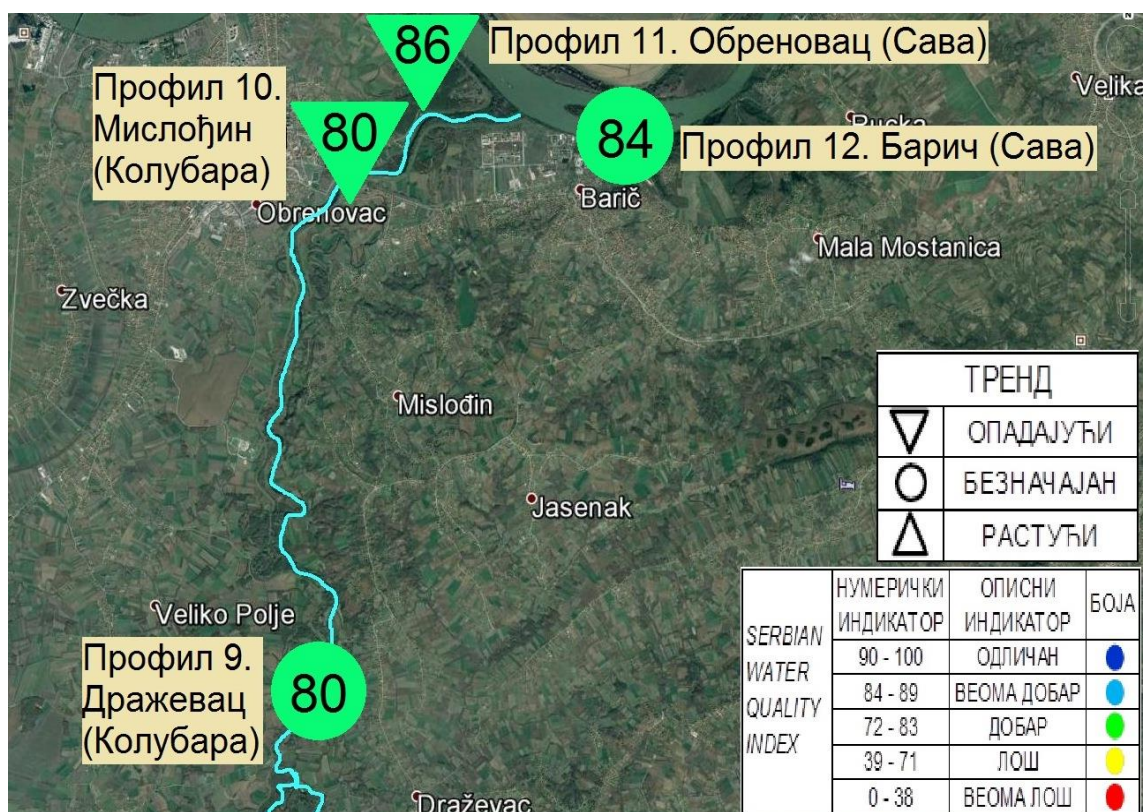 86
Профил 11. Обреновац (Сава)
Профил 10.
Мислођин
(Колубара)
80
84
Профил 12. Барич (Сава)
Velika
Rucka
Obrenovac
Barič
Mala Mostanica
Zvečka
Mislođin
Jasenak
Veliko Polje
Профил 9.
Дражевац
(Колубара)
80
Draževac
ТРЕНД
ОПАДАЈУЋИ
БЕЗНАЧАЈАН
РАСТУЋИ
SERBIAN
WATER
QUALITY
INDEX
НУМЕРИЧКИ
ИНДИКАТОР
ОПИСНИ
ИНДИКАТОР
БОЈА
90 - 100 ОДЛИЧАН
84 - 89 ВЕОМА ДОБАР
72 - 83 ДОБАР
39 - 71 ЛОШ
0 - 38 ВЕОМА ЛОШ